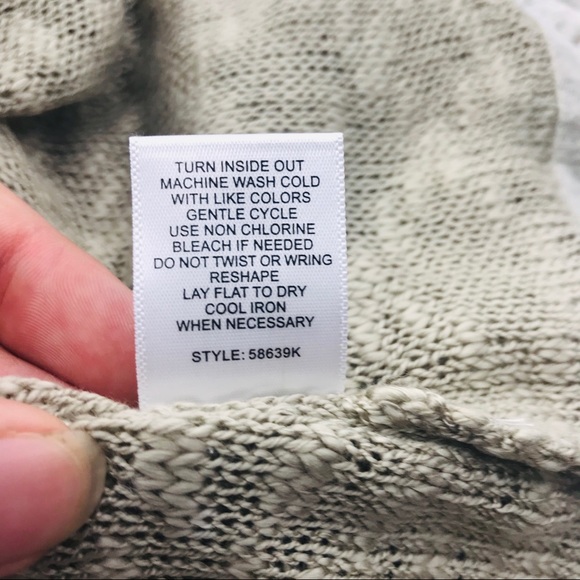 TURN INSIDE OUT
MACHINE WASH COLD
WITH LIKE COLORS
GENTLE CYCLE
USE NON CHLORINE
BLEACH IF NEEDED
DO NOT TWIST OR WRING
RESHAPE
LAY FLAT TO DRY
COOL IRON
WHEN NECESSARY
STYLE: 58639K